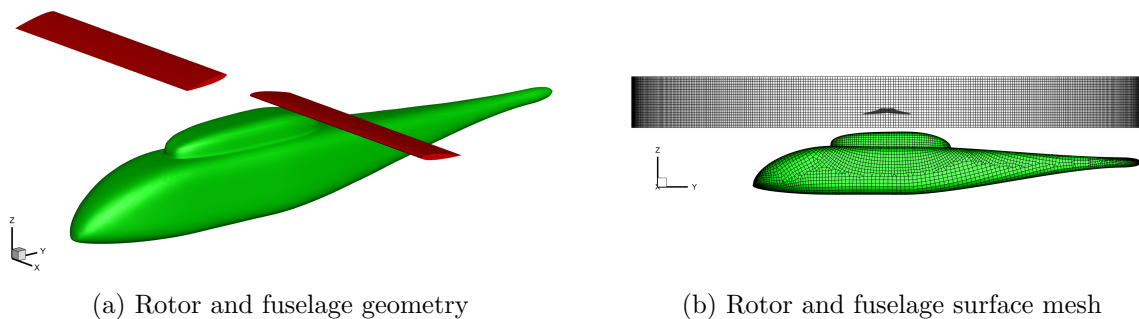 Z
Y
X
Z
X
Y
(a) Rotor and fuselage geometry
(b) Rotor and fuselage surface mesh